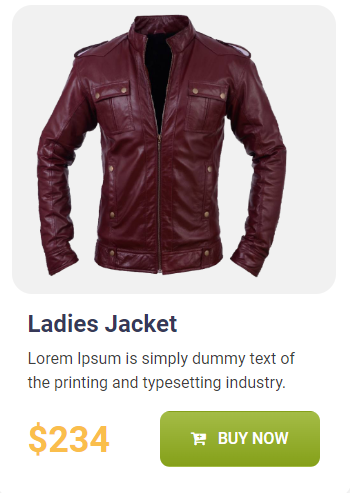 Ladies Jacket
Lorem Ipsum is simply dummy text of
the printing and typesetting industry.
$234
BUY NOW